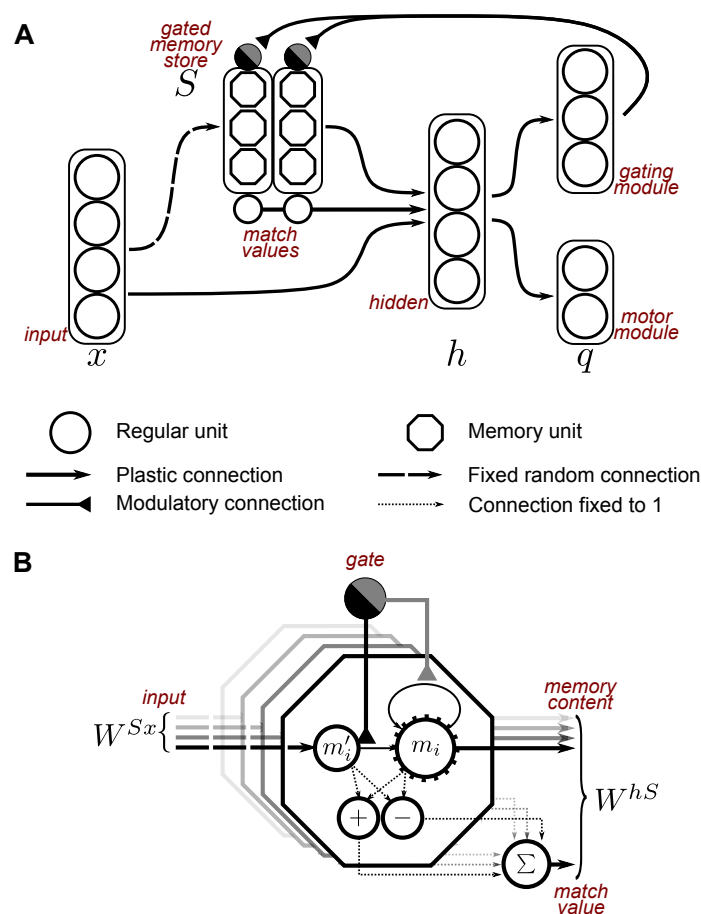 A
gated
memory
store
S
match
values
input
x
hidden
h
gating
module
motor
module
q
Regular unit
Memory unit
Plastic connection
Fixed random connection
Modulatory connection
Connection fixed to 1
B
gate
input
W^{Sx}
m'_i
m_i
+
−
Σ
memory
content
W^{hS}
match
value